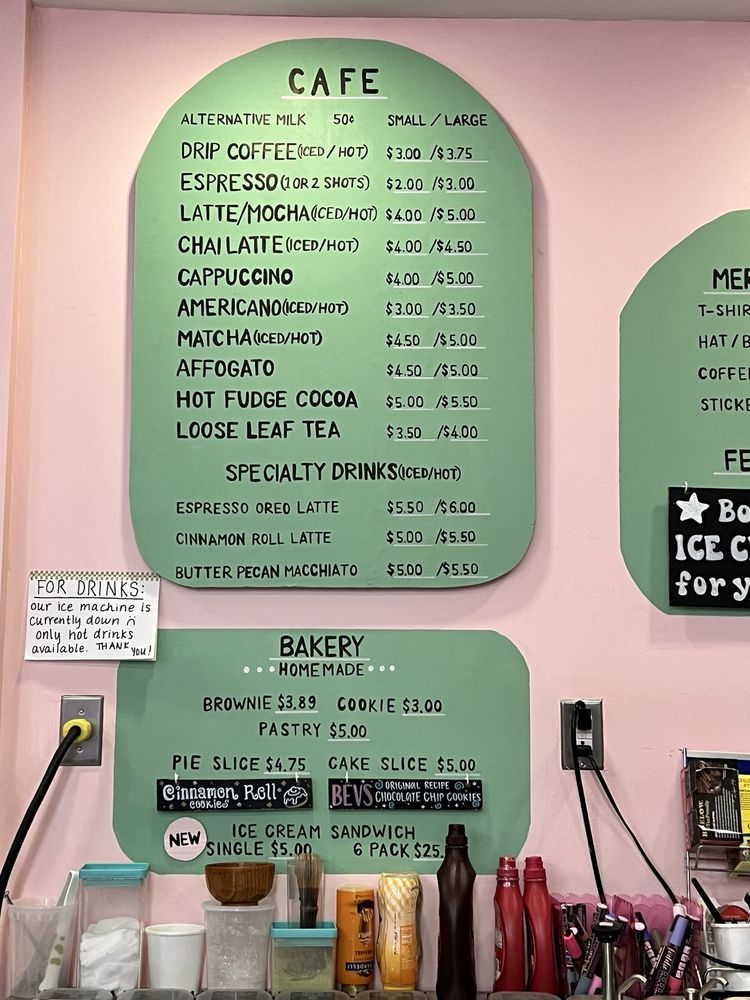 CAFE
ALTERNATIVE MILK 50¢ SMALL / LARGE
DRIP COFFEE (ICED / HOT) $3.00 /$3.75
ESPRESSO (1 OR 2 SHOTS) $2.00 /$3.00
LATTE/MOCHA (ICED/HOT) $4.00 /$5.00
CHAI LATTE (ICED/HOT) $4.00 /$4.50
CAPPUCCINO $4.00 /$5.00
AMERICANO (ICED/HOT) $3.00 /$3.50
MATCHA (ICED/HOT) $4.50 /$5.00
AFFOGATO $4.50 /$5.00
HOT FUDGE COCOA $5.00 /$5.50
LOOSE LEAF TEA $3.50 /$4.00
SPECIALTY DRINKS (ICED/HOT)
ESPRESSO OREO LATTE $5.50 /$6.00
CINNAMON ROLL LATTE $5.00 /$5.50
BUTTER PECAN MACCHIATO $5.00 /$5.50
FOR DRINKS:
our ice machine is
currently down
only hot drinks
available. THANK you!
BAKERY
HOMEMADE
BROWNIE $3.89 COOKIE $3.00
PASTRY $5.00
PIE SLICE $4.75 CAKE SLICE $5.00
Cinnamon Roll
cookies
BEV'S ORIGINAL RECIPE
CHOCOLATE CHIP COOKIES
NEW
ICE CREAM SANDWICH
SINGLE $5.00 6 PACK $25.
T-SHIR
HAT / B
COFFEE
STICKE
ICE C
for y